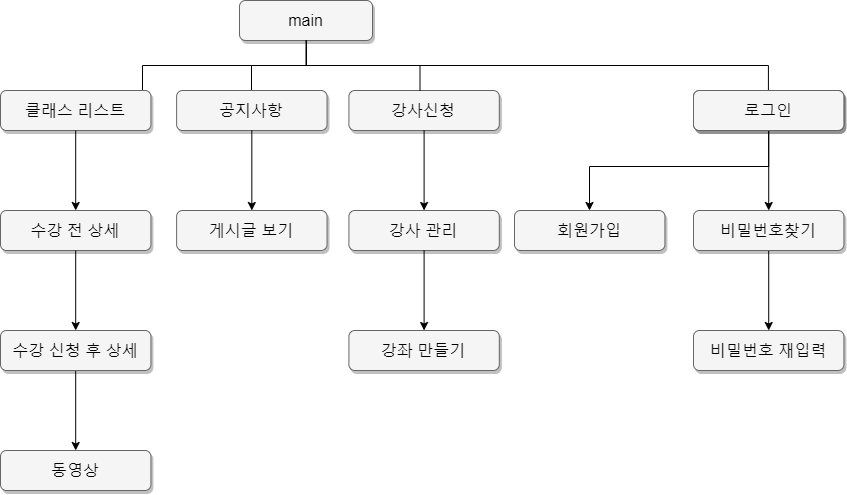 main
클래스 리스트
공지사항
강사신청
로그인
수강 전 상세
게시글 보기
강사 관리
회원가입
비밀번호찾기
수강 신청 후 상세
강좌 만들기
비밀번호 재입력
동영상